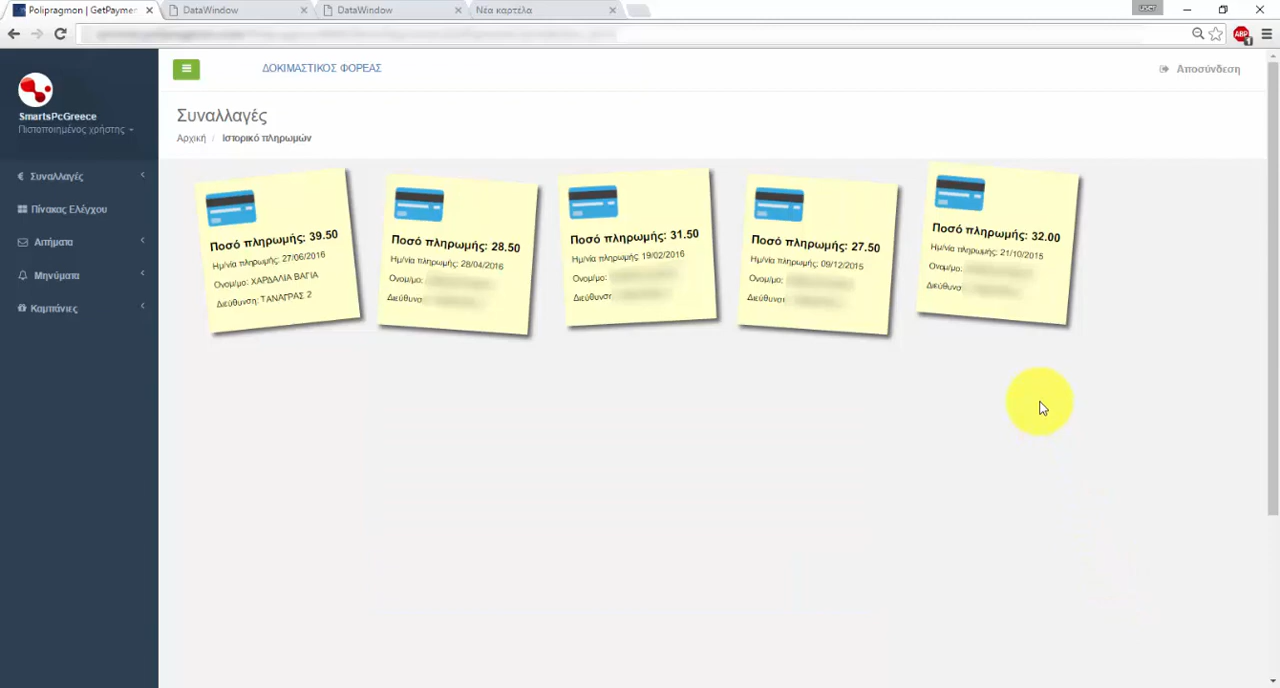 Polipragmon | GetPaymen
DataWindow
DataWindow
Νέα καρτέλα
USER
ABP
1
ΔΟΚΙΜΑΣΤΙΚΟΣ ΦΟΡΕΑΣ
Αποσύνδεση
SmartsPcGreece
Πιστοποιημένος χρήστης
Συναλλαγές
Πίνακας Ελέγχου
Αιτήματα
Μηνύματα
Καμπάνιες
Συναλλαγές
Αρχική / Ιστορικό πληρωμών
Ποσό πληρωμής: 39.50
Ημ/νία πληρωμής: 27/06/2016
Ονομ/μο: ΧΑΡΔΑΛΙΑ ΒΑΓΙΑ
Διεύθυνση: ΤΑΝΑΓΡΑΣ 2
Ποσό πληρωμής: 28.50
Ημ/νία πληρωμής: 28/04/2016
Ονομ/μο:
Διεύθυνσ
Ποσό πληρωμής: 31.50
Ημ/νία πληρωμής: 19/02/2016
Ονομ/μο:
Διεύθυνσ
Ποσό πληρωμής: 27.50
Ημ/νία πληρωμής: 09/12/2015
Ονομ/μο:
Διεύθυνσ
Ποσό πληρωμής: 32.00
Ημ/νία πληρωμής: 21/10/2015
Ονομ/μο:
Διεύθυνσ